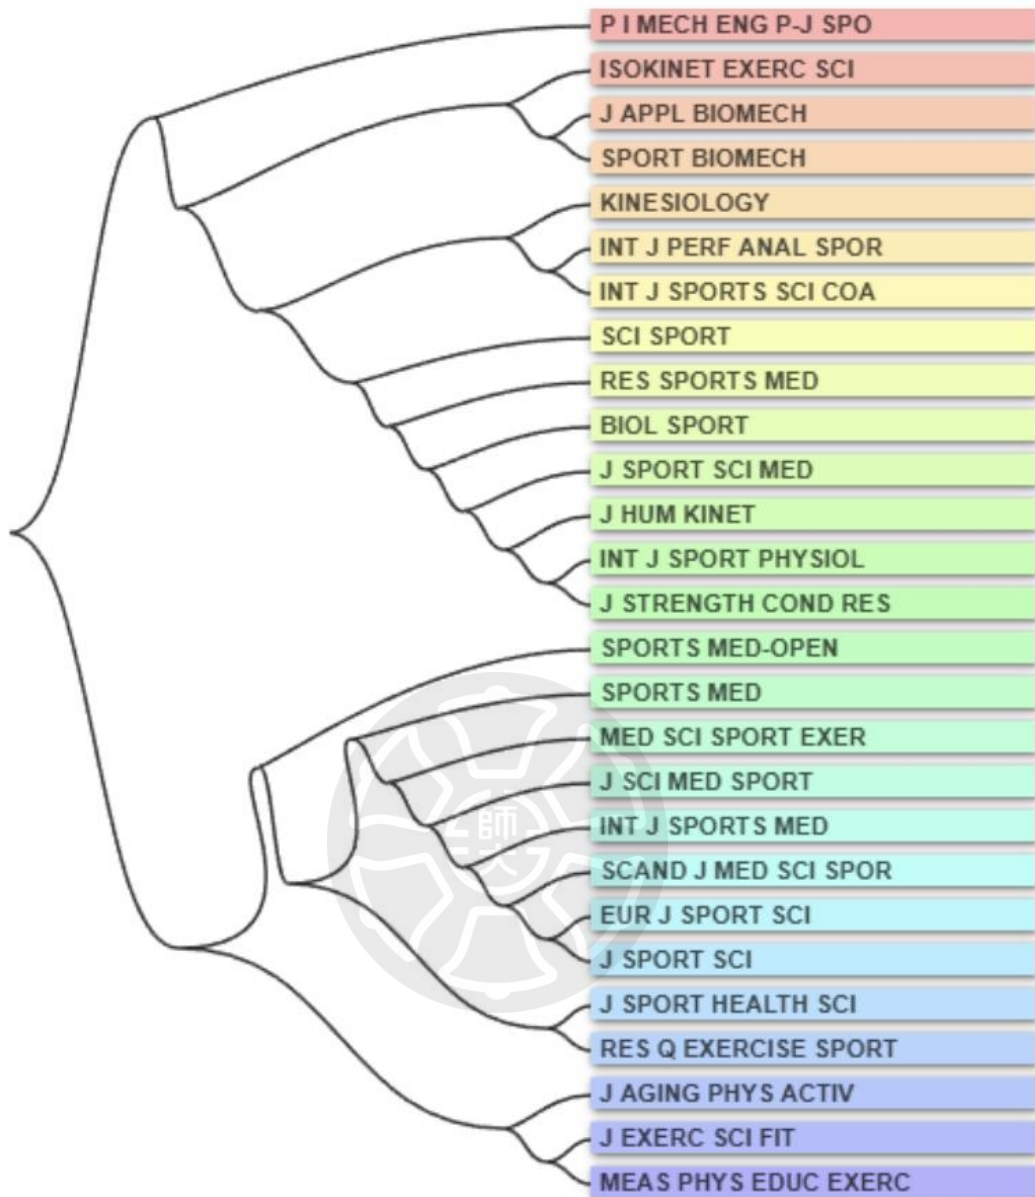 P I MECH ENG P-J SPO
ISOKINET EXERC SCI
J APPL BIOMECH
SPORT BIOMECH
KINESIOLOGY
INT J PERF ANAL SPOR
INT J SPORTS SCI COA
SCI SPORT
RES SPORTS MED
BIOL SPORT
J SPORT SCI MED
J HUM KINET
INT J SPORT PHYSIOL
J STRENGTH COND RES
SPORTS MED-OPEN
SPORTS MED
MED SCI SPORT EXER
J SCI MED SPORT
INT J SPORTS MED
師大
SCAND J MED SCI SPOR
EUR J SPORT SCI
J SPORT SCI
J SPORT HEALTH SCI
RES Q EXERCISE SPORT
J AGING PHYS ACTIV
J EXERC SCI FIT
MEAS PHYS EDUC EXERC